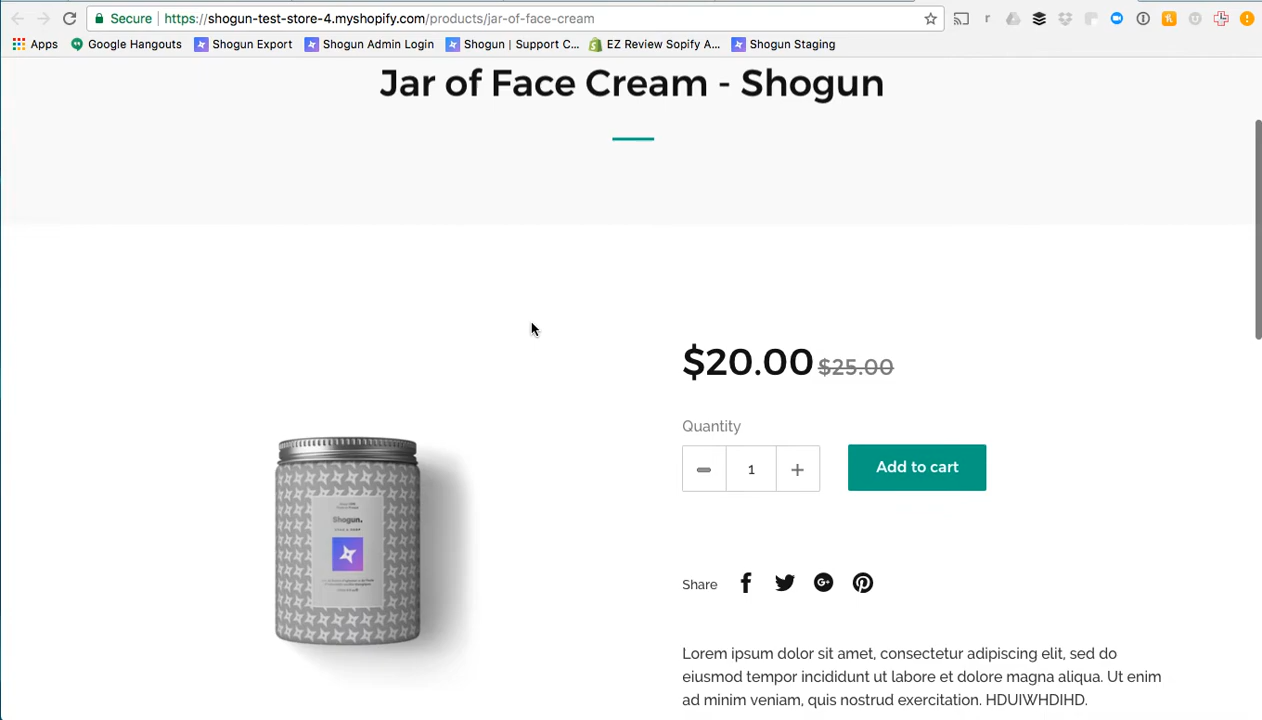 Secure https://shogun-test-store-4.myshopify.com/products/jar-of-face-cream
Apps Google Hangouts Shogun Export Shogun Admin Login Shogun | Support C... EZ Review Sopify A... Shogun Staging
Jar of Face Cream - Shogun
$20.00 $25.00
Quantity
1
Add to cart
Shogun.
Share
Lorem ipsum dolor sit amet, consectetur adipiscing elit, sed do
eiusmod tempor incididunt ut labore et dolore magna aliqua. Ut enim
ad minim veniam, quis nostrud exercitation. HDUIWHDIHD.